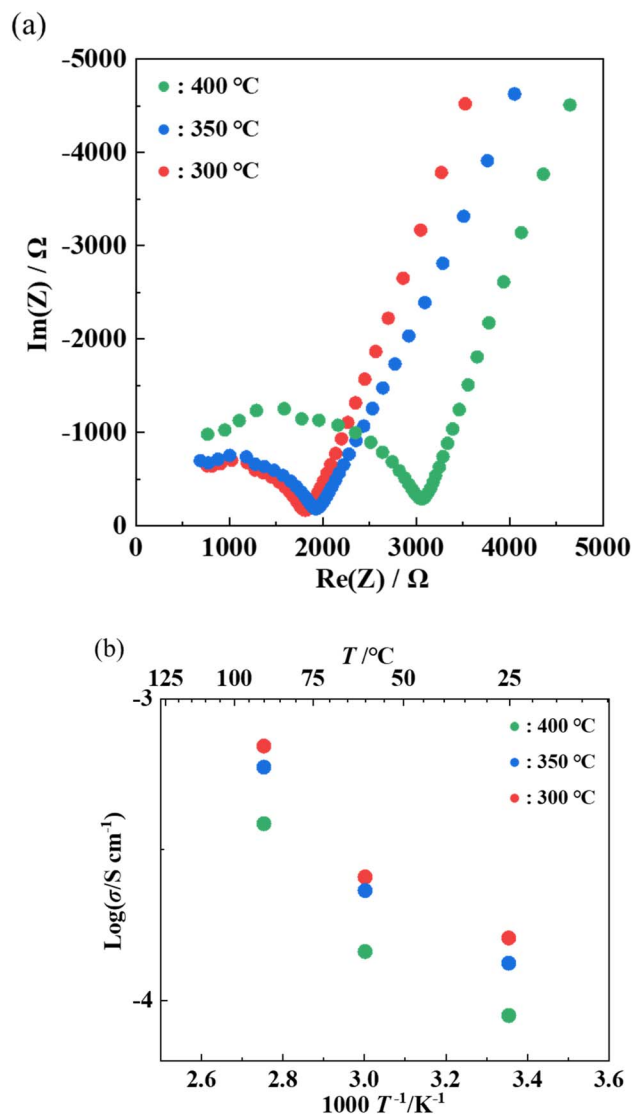 (a)
-5000
-4000
-3000
-2000
-1000
0
Im(Z) / Ω
: 400 °C
: 350 °C
: 300 °C
0 1000 2000 3000 4000 5000
Re(Z) / Ω
(b)
T /°C
125 100 75 50 25
-3
-4
Log(σ/S cm⁻¹)
: 400 °C
: 350 °C
: 300 °C
2.6 2.8 3.0 3.2 3.4 3.6
1000 T⁻¹/K⁻¹